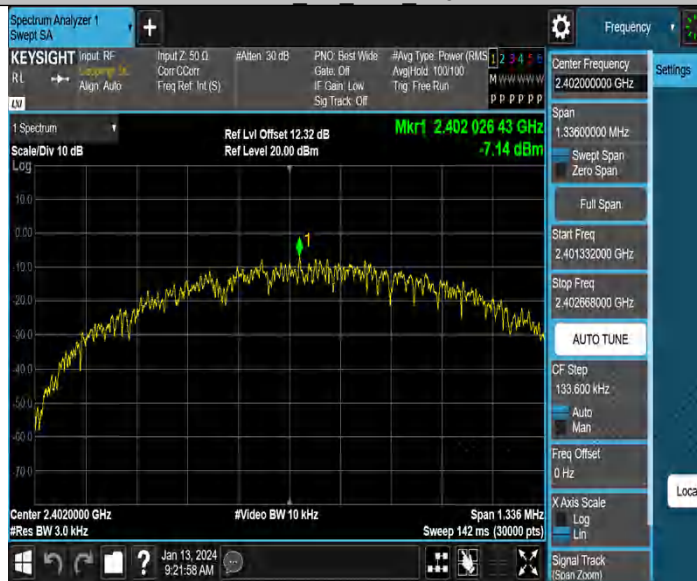 Spectrum Analyzer 1
Swept SA
+
Frequency
KEYSIGHT
RL
Input: RF
Align: Auto
Input Z: 50 Ω
Corr CCorr
Freq Ref: Int (S)
#Atten: 30 dB
PNO: Best Wide
Gate: Off
IF Gain: Low
Sig Track: Off
#Avg Type: Power (RMS
Avg|Hold: 100/100
Trig: Free Run
1 2 3 4 5 6
M W W W W W
P P P P P P
LXI
Center Frequency
2.402000000 GHz
Settings
Span
1.33600000 MHz
Swept Span
Zero Span
Full Span
Start Freq
2.401332000 GHz
Stop Freq
2.402668000 GHz
AUTO TUNE
CF Step
133.600 kHz
Auto
Man
Freq Offset
0 Hz
X Axis Scale
Log
Lin
Signal Track
(Span Zoom)
Loca
1 Spectrum
Scale/Div 10 dB
Log
Ref Lvl Offset 12.32 dB
Ref Level 20.00 dBm
Mkr1 2.402 026 43 GHz
-7.14 dBm
10.0
0.00
-10.0
-20.0
-30.0
-40.0
-50.0
-60.0
-70.0
1
Center 2.4020000 GHz
#Res BW 3.0 kHz
#Video BW 10 kHz
Span 1.336 MHz
Sweep 142 ms (30000 pts)
?
Jan 13, 2024
9:21:58 AM